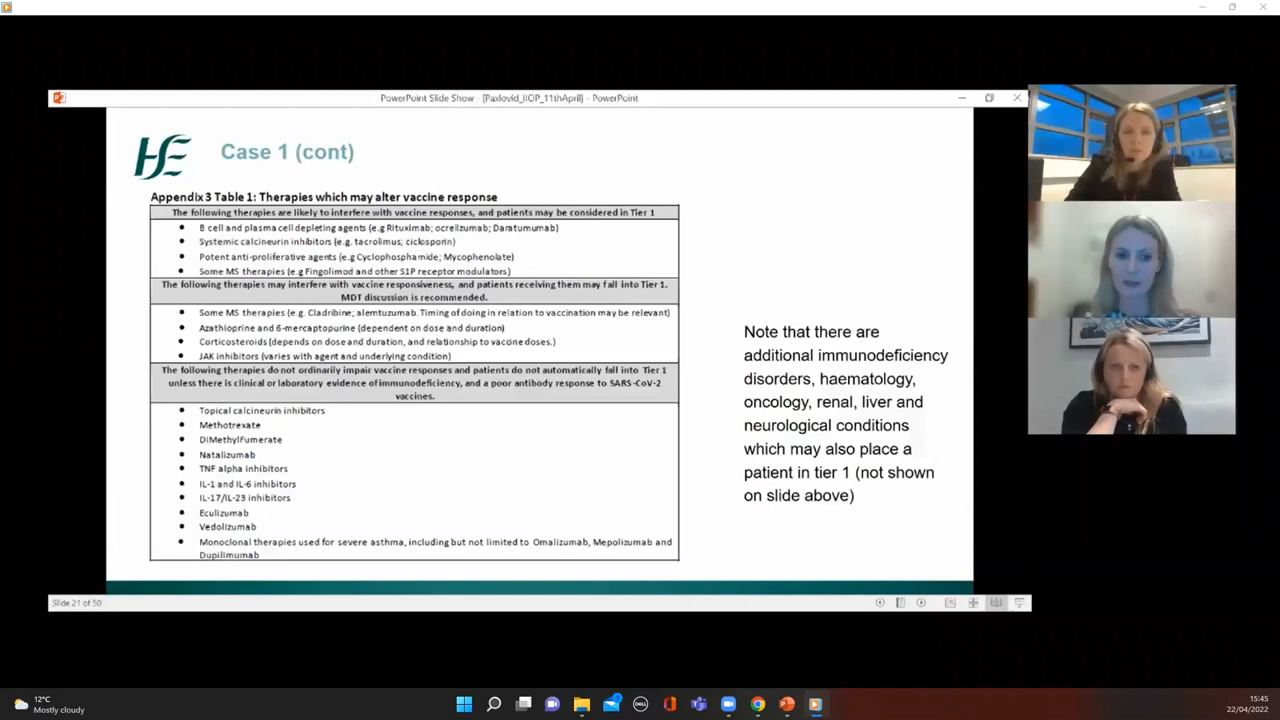 PowerPoint Slide Show - [Paxlovid_IIOP_11thApril] - PowerPoint
HSE
Case 1 (cont)
Appendix 3 Table 1: Therapies which may alter vaccine response
The following therapies are likely to interfere with vaccine responses, and patients may be considered in Tier 1
• B cell and plasma cell depleting agents (e.g Rituximab; ocrelizumab; Daratumumab)
• Systemic calcineurin inhibitors (e.g. tacrolimus; ciclosporin)
• Potent anti-proliferative agents (e.g Cyclophosphamide; Mycophenolate)
• Some MS therapies (e.g Fingolimod and other S1P receptor modulators)
The following therapies may interfere with vaccine responsiveness, and patients receiving them may fall into Tier 1.
MDT discussion is recommended.
• Some MS therapies (e.g. Cladribine; alemtuzumab. Timing of doing in relation to vaccination may be relevant)
• Azathioprine and 6-mercaptopurine (dependent on dose and duration)
• Corticosteroids (depends on dose and duration, and relationship to vaccine doses.)
• JAK inhibitors (varies with agent and underlying condition)
The following therapies do not ordinarily impair vaccine responses and patients do not automatically fall into Tier 1
unless there is clinical or laboratory evidence of immunodeficiency, and a poor antibody response to SARS-CoV-2
vaccines.
• Topical calcineurin inhibitors
• Methotrexate
• DiMethylFumerate
• Natalizumab
• TNF alpha inhibitors
• IL-1 and IL-6 inhibitors
• IL-17/IL-23 inhibitors
• Eculizumab
• Vedolizumab
• Monoclonal therapies used for severe asthma, including but not limited to Omalizumab, Mepolizumab and
Dupilimumab
Note that there are
additional immunodeficiency
disorders, haematology,
oncology, renal, liver and
neurological conditions
which may also place a
patient in tier 1 (not shown
on slide above)
Slide 21 of 50
12°C
Mostly cloudy
DELL
15:45
22/04/2022